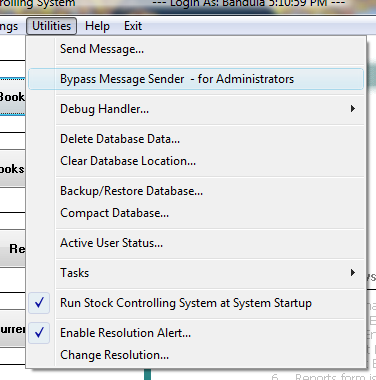 rolling System --- Login As: Bandula 5:10:59 PM ---
ngs Utilities Help Exit
Send Message...
Bypass Message Sender - for Administrators
Debug Handler...
Delete Database Data...
Clear Database Location...
Backup/Restore Database...
Compact Database...
Active User Status...
Tasks
Run Stock Controlling System at System Startup
Enable Resolution Alert...
Change Resolution...
Book
ooks
Re
urren
6. Reports form is